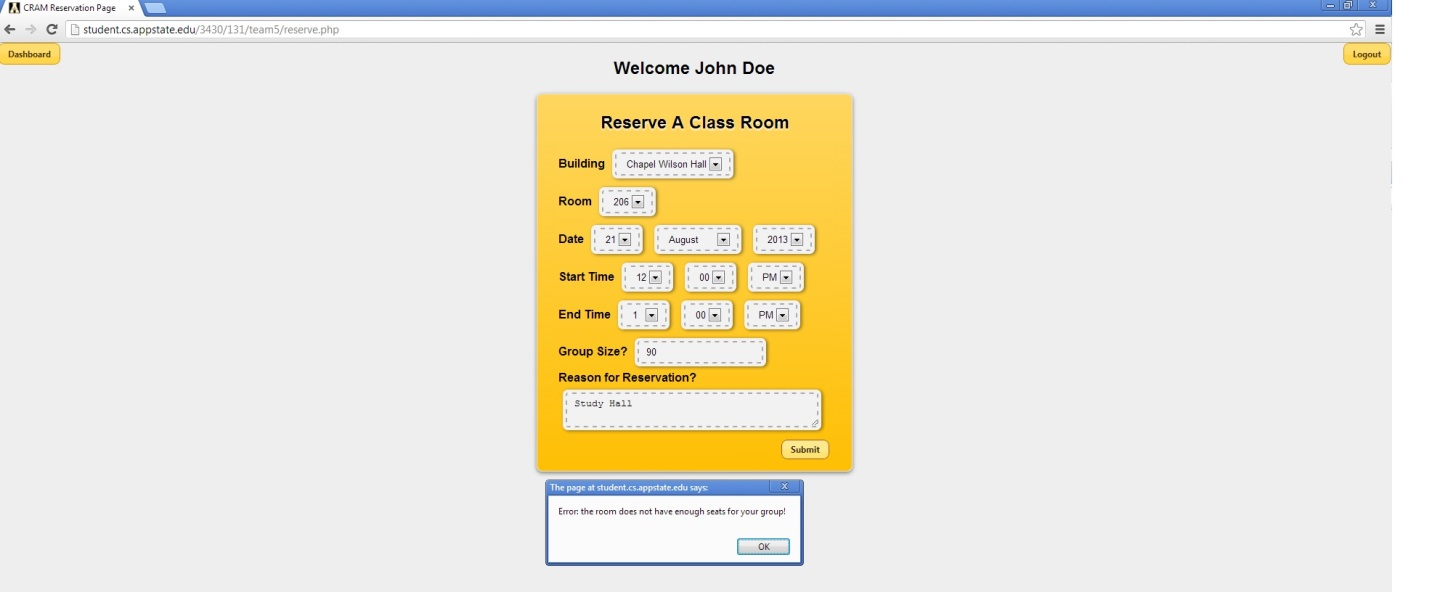 CRAM Reservation Page
student.cs.appstate.edu/3430/131/team5/reserve.php
Dashboard
Logout
Welcome John Doe
Reserve A Class Room
Building Chapel Wilson Hall
Room 206
Date 21 August 2013
Start Time 12 00 PM
End Time 1 00 PM
Group Size? 90
Reason for Reservation?
Study Hall
Submit
The page at student.cs.appstate.edu says:
Error: the room does not have enough seats for your group!
OK